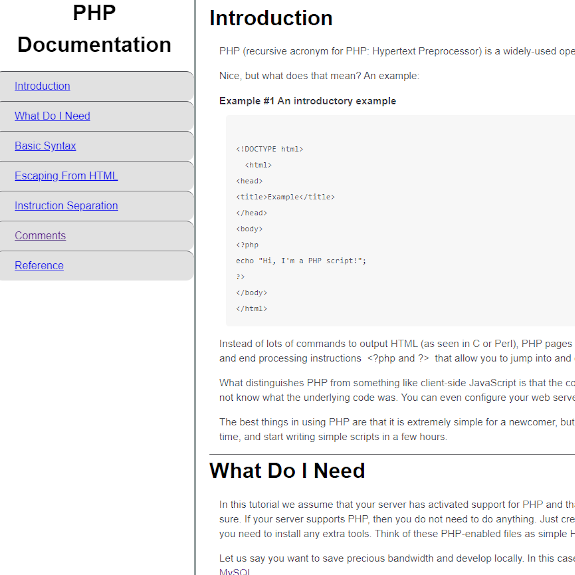 PHP
Documentation
Introduction
What Do I Need
Basic Syntax
Escaping From HTML
Instruction Separation
Comments
Reference
Introduction
PHP (recursive acronym for PHP: Hypertext Preprocessor) is a widely-used ope
Nice, but what does that mean? An example:
Example #1 An introductory example
<!DOCTYPE html>
<html>
<head>
<title>Example</title>
</head>
<body>
<?php
echo "Hi, I'm a PHP script!";
?>
</body>
</html>
Instead of lots of commands to output HTML (as seen in C or Perl), PHP pages
and end processing instructions <?php and ?> that allow you to jump into and
What distinguishes PHP from something like client-side JavaScript is that the co
not know what the underlying code was. You can even configure your web serve
The best things in using PHP are that it is extremely simple for a newcomer, but
time, and start writing simple scripts in a few hours.
What Do I Need
In this tutorial we assume that your server has activated support for PHP and th
sure. If your server supports PHP, then you do not need to do anything. Just cre
you need to install any extra tools. Think of these PHP-enabled files as simple H
Let us say you want to save precious bandwidth and develop locally. In this case
MySQL